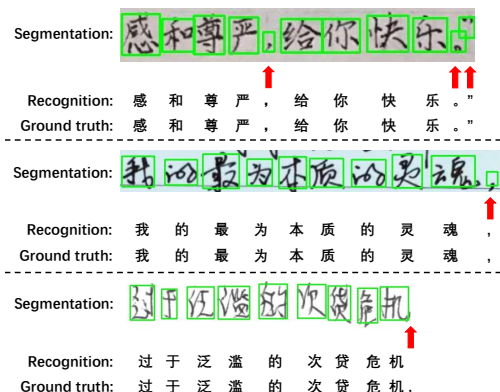 Segmentation: 感和尊严，给你快乐。”
Recognition: 感 和 尊 严 ， 给 你 快 乐 。”
Ground truth: 感 和 尊 严 ， 给 你 快 乐 。”
Segmentation: 我的最为本质的灵魂，
Recognition: 我 的 最 为 本 质 的 灵 魂 ，
Ground truth: 我 的 最 为 本 质 的 灵 魂 ，
Segmentation: 过于泛滥的次贷危机
Recognition: 过 于 泛 滥 的 次 贷 危 机
Ground truth: 过 于 泛 滥 的 次 贷 危 机 .